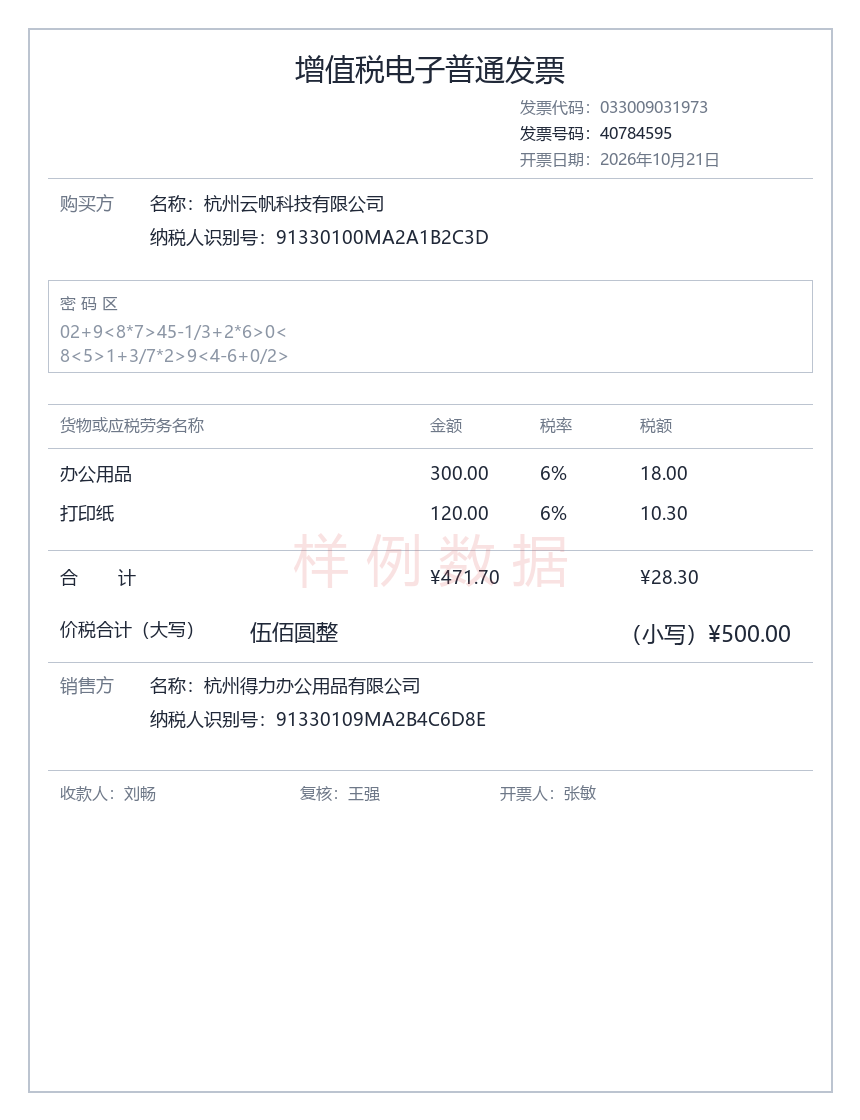 增值税电子普通发票
发票代码：033009031973
发票号码：40784595
开票日期：2026年10月21日
购买方 名称：杭州云帆科技有限公司
纳税人识别号：91330100MA2A1B2C3D
密 码 区
02+9<8*7>45-1/3+2*6>0<
8<5>1+3/7*2>9<4-6+0/2>
货物或应税劳务名称 金额 税率 税额
办公用品 300.00 6% 18.00
打印纸 120.00 6% 10.30
样例数据
合 计 ¥471.70 ¥28.30
价税合计（大写） 伍佰圆整 （小写）¥500.00
销售方 名称：杭州得力办公用品有限公司
纳税人识别号：91330109MA2B4C6D8E
收款人：刘畅 复核：王强 开票人：张敏